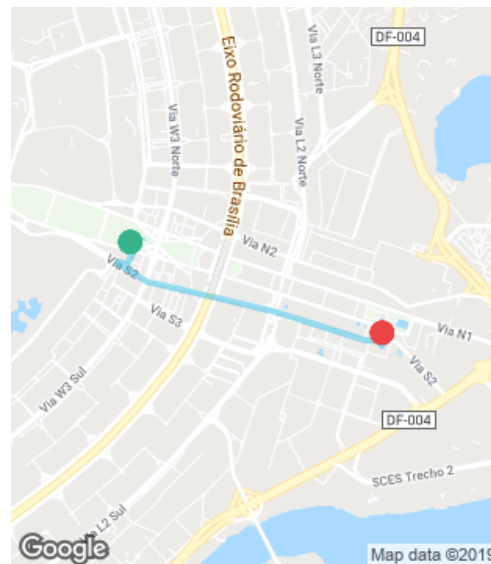 DF-004
Via L3 Norte
Eixo Rodoviário de Brasília
Via W3 Norte
Via L2 Norte
Via N2
Via S2
Via S3
Via N1
Via S2
Via W3 Sul
DF-004
SCES Trecho 2
Via L2 Sul
Google
Map data ©2019